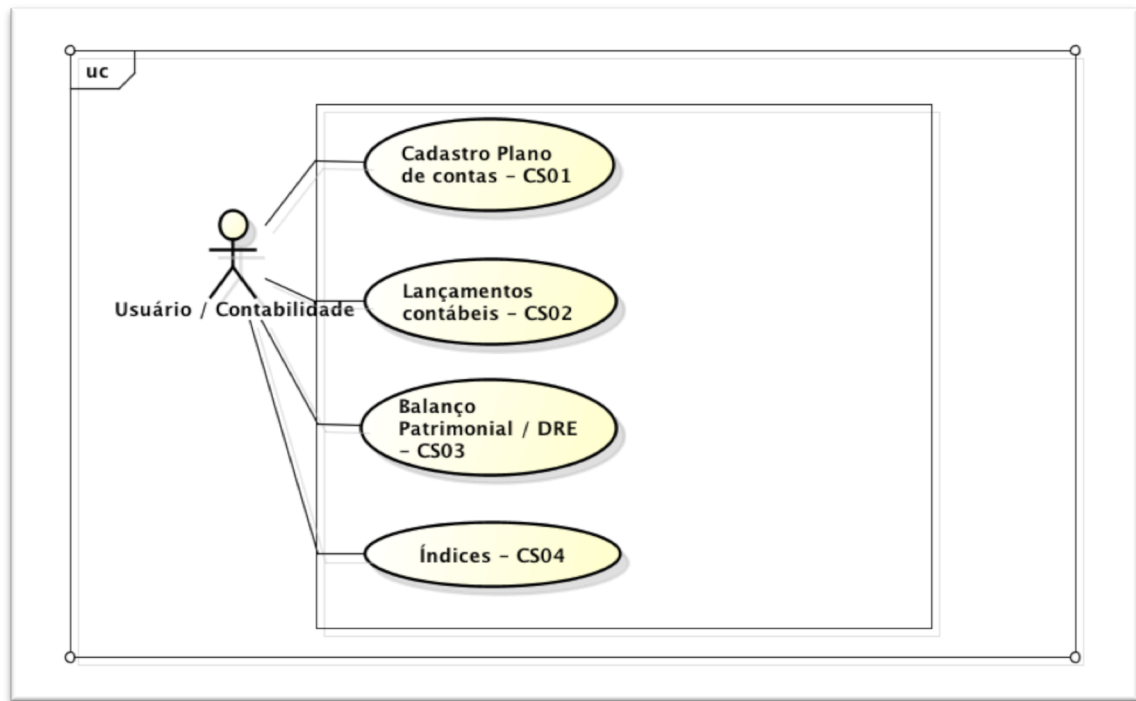 uc
Cadastro Plano
de contas – CS01
Usuário / Contabilidade
Lançamentos
contábeis – CS02
Balanço
Patrimonial / DRE
– CS03
Índices – CS04